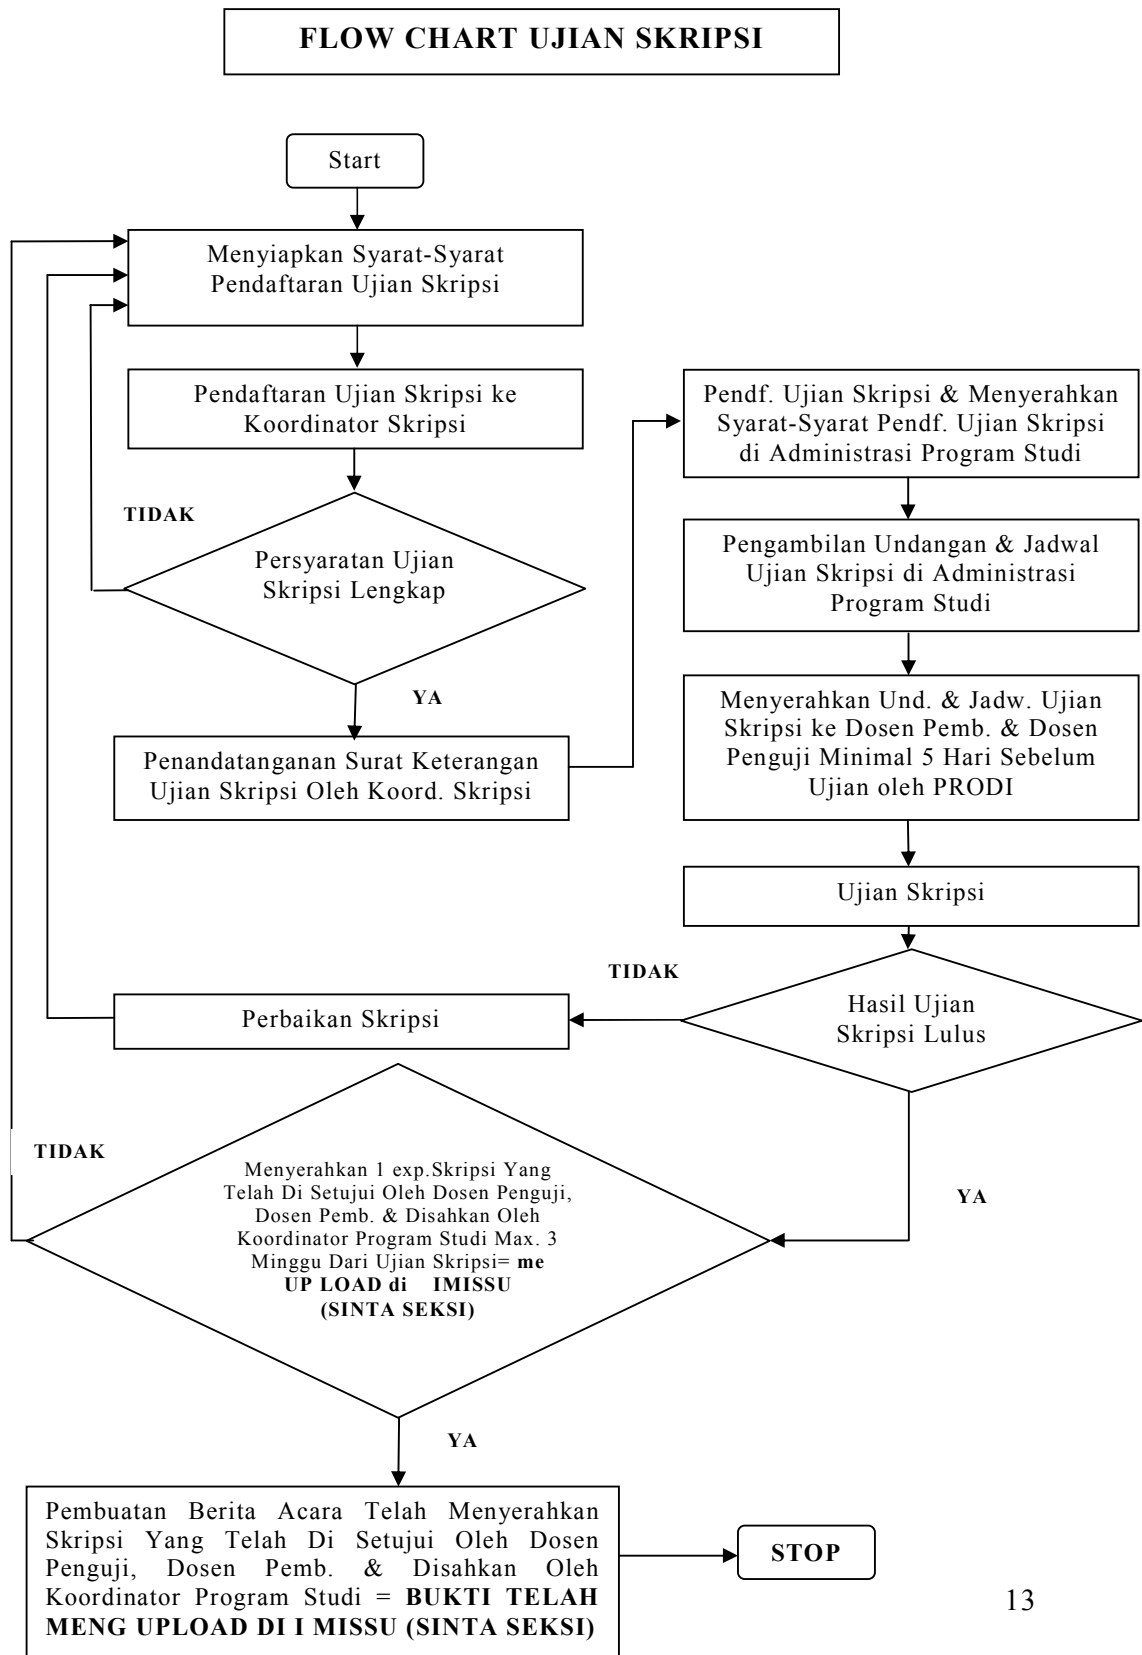 FLOW CHART UJIAN SKRIPSI
Start
Menyiapkan Syarat-Syarat
Pendaftaran Ujian Skripsi
Pendaftaran Ujian Skripsi ke
Koordinator Skripsi
TIDAK
Persyaratan Ujian
Skripsi Lengkap
YA
Penandatanganan Surat Keterangan
Ujian Skripsi Oleh Koord. Skripsi
Pendf. Ujian Skripsi & Menyerahkan
Syarat-Syarat Pendf. Ujian Skripsi
di Administrasi Program Studi
Pengambilan Undangan & Jadwal
Ujian Skripsi di Administrasi
Program Studi
Menyerahkan Und. & Jadw. Ujian
Skripsi ke Dosen Pemb. & Dosen
Penguji Minimal 5 Hari Sebelum
Ujian oleh PRODI
Ujian Skripsi
Hasil Ujian
Skripsi Lulus
TIDAK
Perbaikan Skripsi
YA
TIDAK
Menyerahkan 1 exp.Skripsi Yang
Telah Di Setujui Oleh Dosen Penguji,
Dosen Pemb. & Disahkan Oleh
Koordinator Program Studi Max. 3
Minggu Dari Ujian Skripsi= me
UP LOAD di IMISSU
(SINTA SEKSI)
YA
Pembuatan Berita Acara Telah Menyerahkan
Skripsi Yang Telah Di Setujui Oleh Dosen
Penguji, Dosen Pemb. & Disahkan Oleh
Koordinator Program Studi = BUKTI TELAH
MENG UPLOAD DI I MISSU (SINTA SEKSI)
STOP
13